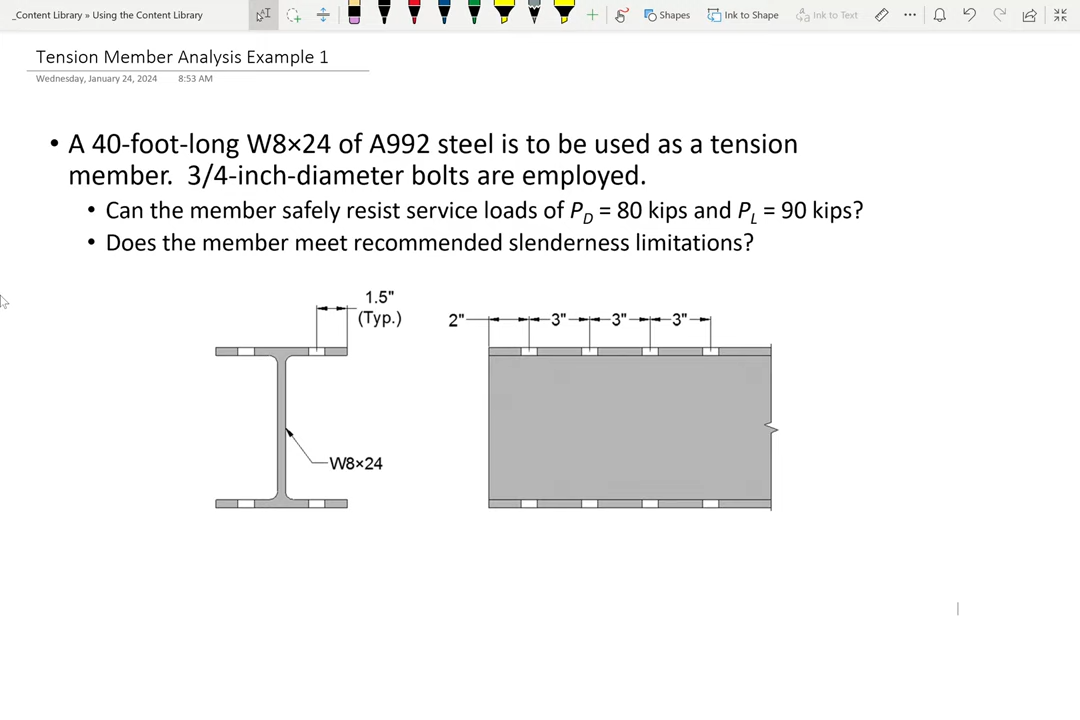 _Content Library » Using the Content Library
Shapes
Ink to Shape
Ink to Text
Tension Member Analysis Example 1
Wednesday, January 24, 2024 8:53 AM
• A 40-foot-long W8×24 of A992 steel is to be used as a tension
member. 3/4-inch-diameter bolts are employed.
• Can the member safely resist service loads of PD = 80 kips and PL = 90 kips?
• Does the member meet recommended slenderness limitations?
1.5"
(Typ.)
2" 3" 3" 3"
W8×24